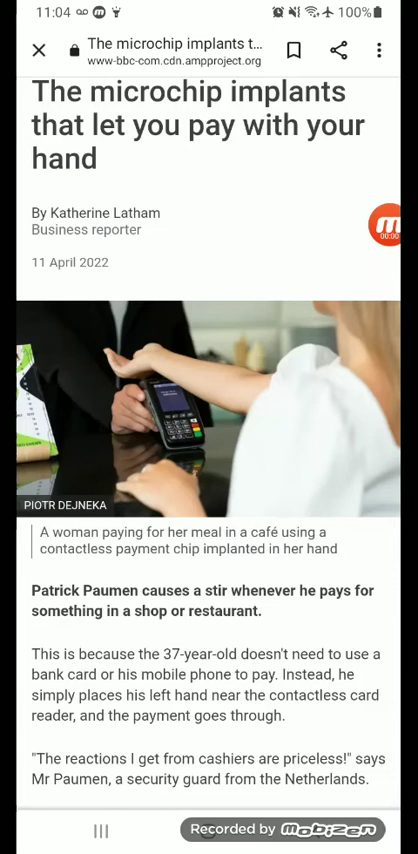 11:04
100%
The microchip implants t...
www-bbc-com.cdn.ampproject.org
The microchip implants
that let you pay with your
hand
By Katherine Latham
Business reporter
11 April 2022
00:00
PIOTR DEJNEKA
A woman paying for her meal in a café using a
contactless payment chip implanted in her hand
Patrick Paumen causes a stir whenever he pays for
something in a shop or restaurant.
This is because the 37-year-old doesn't need to use a
bank card or his mobile phone to pay. Instead, he
simply places his left hand near the contactless card
reader, and the payment goes through.
"The reactions I get from cashiers are priceless!" says
Mr Paumen, a security guard from the Netherlands.
Recorded by mobizen